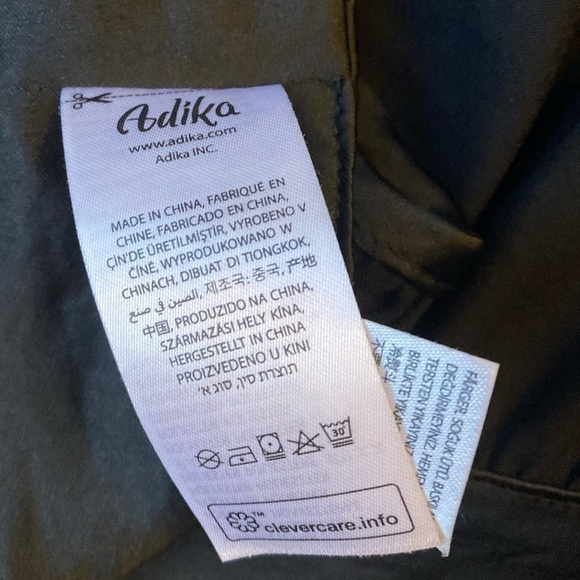 Adika
www.adika.com
Adika INC.
MADE IN CHINA, FABRIQUÉ EN
CHINE, FABRICADO EN CHINA,
ÇİN'DE ÜRETİLMİŞTİR, VYROBENO V
ČÍNĚ, WYPRODUKOWANO W
CHINACH, DIBUAT DI TIONGKOK,
الصين في صنع, 제조국: 중국, 产地
中国, PRODUZIDO NA CHINA,
SZÁRMAZÁSI HELY KÍNA,
HERGESTELLT IN CHINA
PROIZVEDENO U KINI
תוצרת סין, סוג א'
30°
clevercare.info
TM